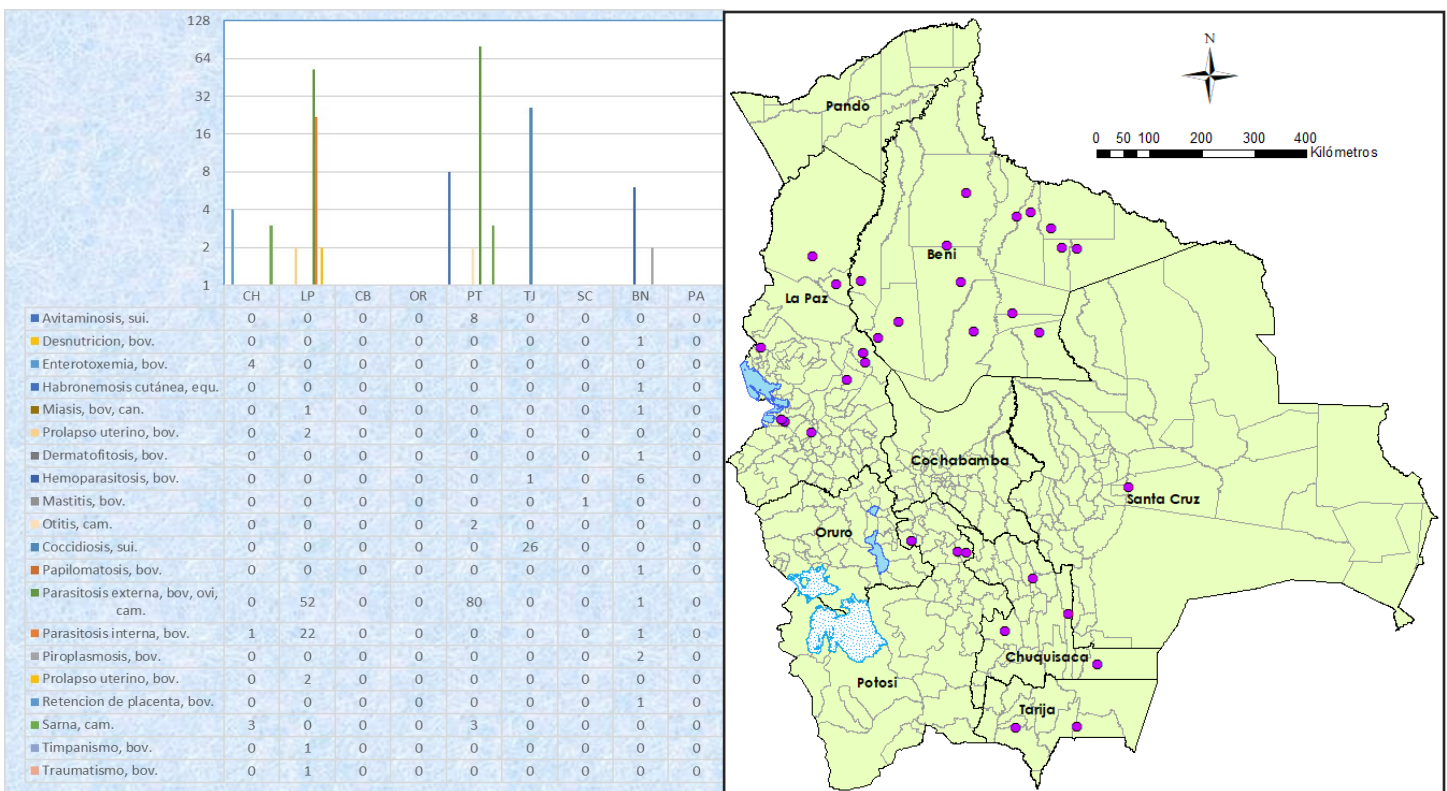 128
64
32
16
8
4
2
1
CH LP CB OR PT TJ SC BN PA
Avitaminosis, sui. 0 0 0 0 8 0 0 0 0
Desnutricion, bov. 0 0 0 0 0 0 0 1 0
Enterotoxemia, bov. 4 0 0 0 0 0 0 0 0
Habronemosis cutánea, equ. 0 0 0 0 0 0 0 1 0
Miasis, bov, can. 0 1 0 0 0 0 0 1 0
Prolapso uterino, bov. 0 2 0 0 0 0 0 0 0
Dermatofitosis, bov. 0 0 0 0 0 0 0 1 0
Hemoparasitosis, bov. 0 0 0 0 0 1 0 6 0
Mastitis, bov. 0 0 0 0 0 0 1 0 0
Otitis, cam. 0 0 0 0 2 0 0 0 0
Coccidiosis, sui. 0 0 0 0 0 26 0 0 0
Papilomatosis, bov. 0 0 0 0 0 0 0 1 0
Parasitosis externa, bov, ovi,
cam. 0 52 0 0 80 0 0 1 0
Parasitosis interna, bov. 1 22 0 0 0 0 0 1 0
Piroplasmosis, bov. 0 0 0 0 0 0 0 2 0
Prolapso uterino, bov. 0 2 0 0 0 0 0 0 0
Retencion de placenta, bov. 0 0 0 0 0 0 0 1 0
Sarna, cam. 3 0 0 0 3 0 0 0 0
Timpanismo, bov. 0 1 0 0 0 0 0 0 0
Traumatismo, bov. 0 1 0 0 0 0 0 0 0
N
0 50 100 200 300 400
Kilómetros
Pando
Beni
La Paz
Cochabamba
Santa Cruz
Oruro
Chuquisaca
Potosi
Tarija